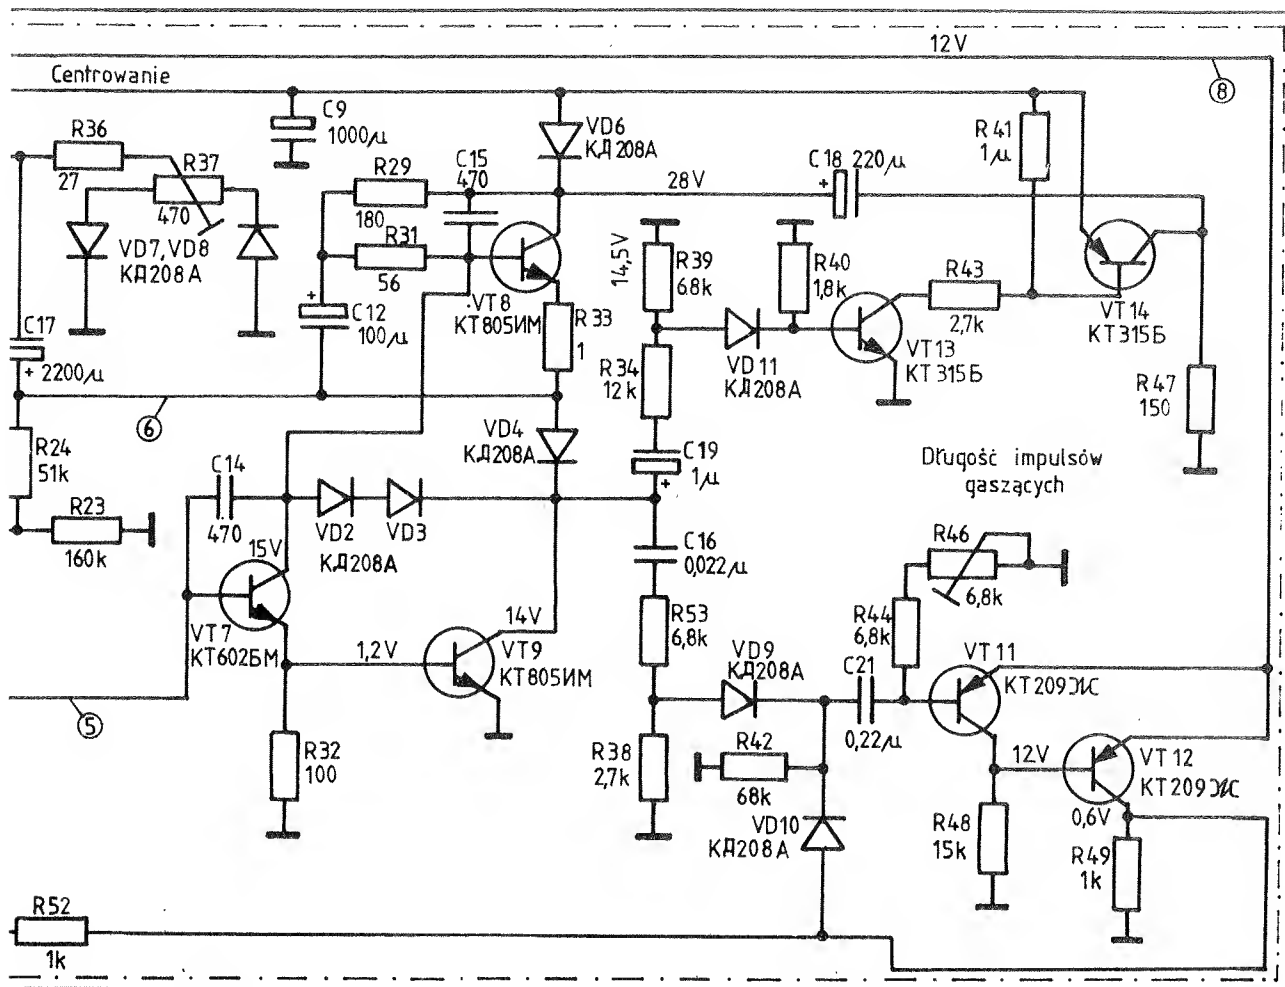 12V
Centrowanie
8
C9
1000µ
VD6
КД208А
R41
1µ
R36
27
R37
470
R29
180
C15
470
28V
C18 220µ
VD7, VD8
КД208А
R31
56
14,5V
R39
68k
R40
1,8k
R43
2,7k
VT14
КТ315Б
C17
2200µ
C12
100µ
VT8
КТ805ИМ
R33
1
R34
12k
VD11
КД208А
VT13
КТ315Б
R47
150
6
VD4
КД208А
R24
51k
C14
470
C19
1µ
Długość impulsów
gaszących
R23
160k
VD2
VD3
КД208А
15V
C16
0,022µ
R46
6,8k
VT7
КТ602БМ
1,2V
14V
VT9
КТ805ИМ
R53
6,8k
VD9
КД208А
R44
6,8k
C21
0,22µ
VT11
КТ209Ж
5
R32
100
R38
2,7k
R42
68k
12V
VT12
КТ209Ж
VD10
КД208А
R48
15k
0,6V
R49
1k
R52
1k